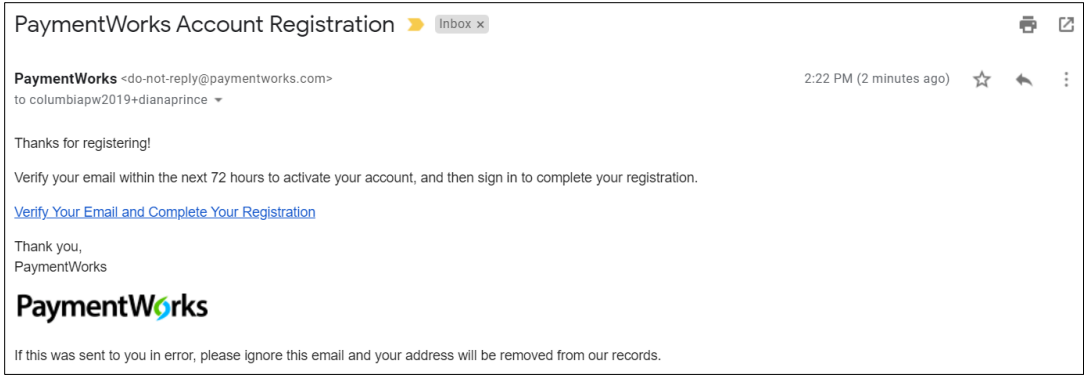 PaymentWorks Account Registration Inbox ×
PaymentWorks <do-not-reply@paymentworks.com> 2:22 PM (2 minutes ago)
to columbiapw2019+dianaprince
Thanks for registering!
Verify your email within the next 72 hours to activate your account, and then sign in to complete your registration.
Verify Your Email and Complete Your Registration
Thank you,
PaymentWorks
PaymentWorks
If this was sent to you in error, please ignore this email and your address will be removed from our records.